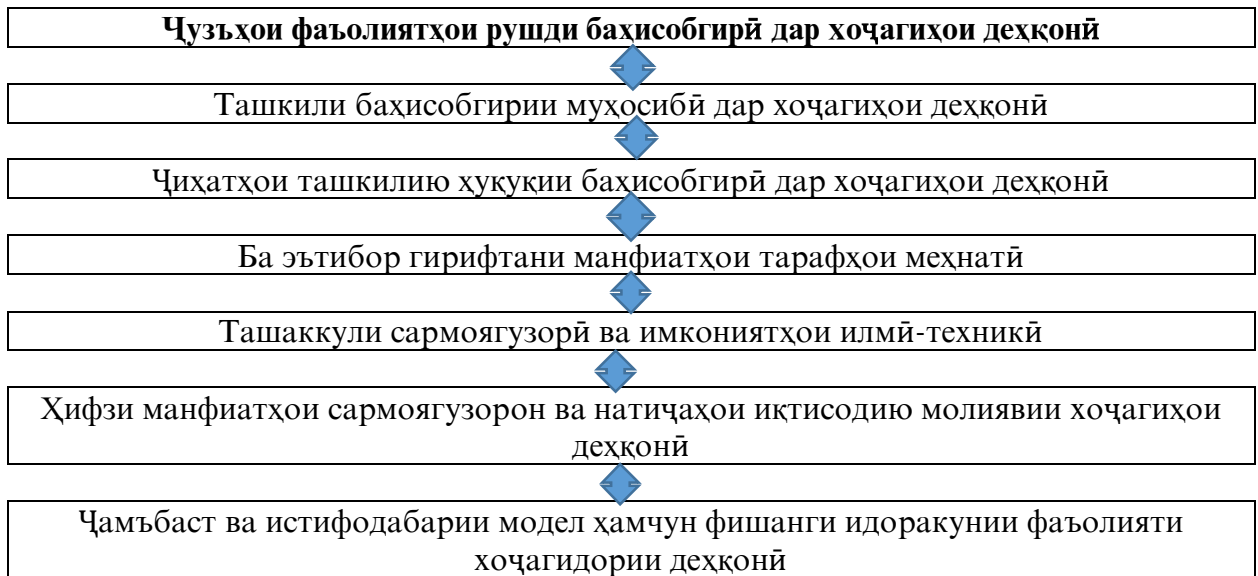 Ҷузъҳои фаъолиятҳои рушди баҳисобгирӣ дар хоҷагиҳои деҳқонӣ
Ташкили баҳисобгирии муҳосибӣ дар хоҷагиҳои деҳқонӣ
Ҷиҳатҳои ташкилию ҳуқуқии баҳисобгирӣ дар хоҷагиҳои деҳқонӣ
Ба эътибор гирифтани манфиатҳои тарафҳои меҳнатӣ
Ташаккули сармоягузорӣ ва имкониятҳои илмӣ-техникӣ
Ҳифзи манфиатҳои сармоягузорон ва натиҷаҳои иқтисодию молиявии хоҷагиҳои
деҳқонӣ
Ҷамъбаст ва истифодабарии модел ҳамчун фишанги идоракунии фаъолияти
хоҷагидории деҳқонӣ